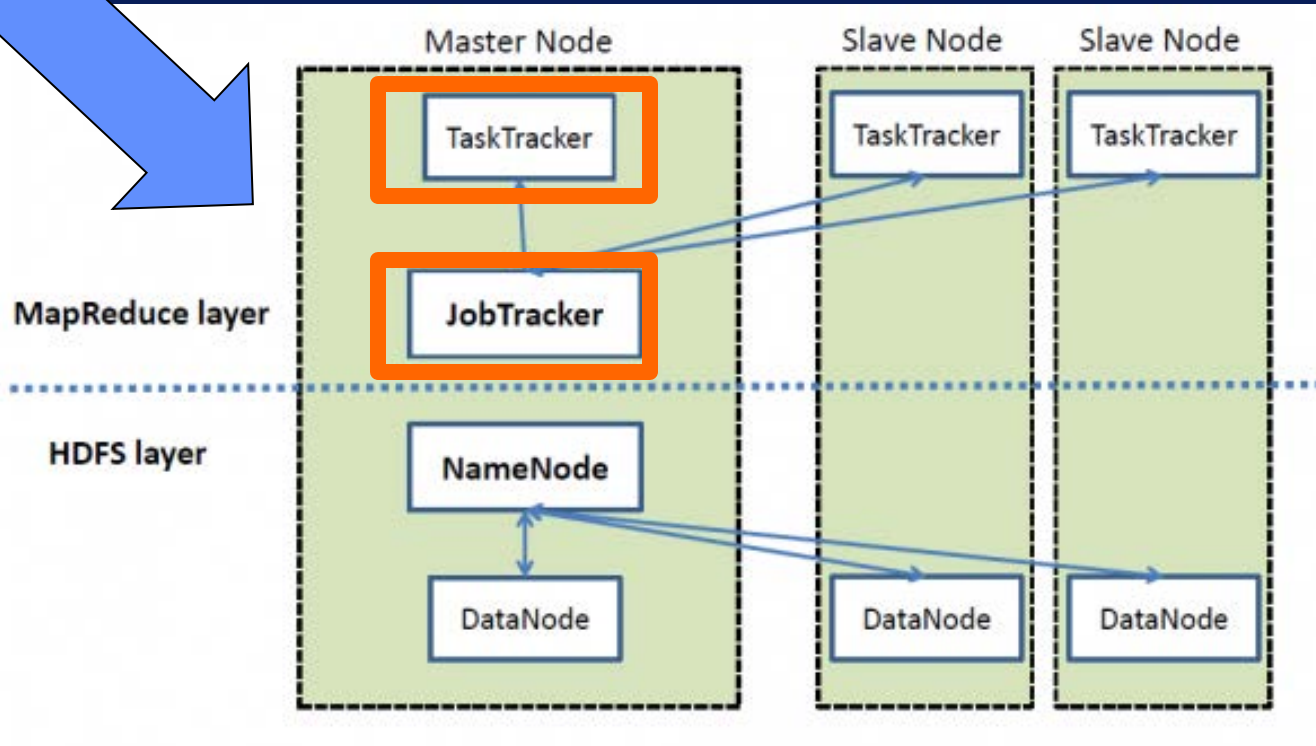 Master Node
Slave Node
Slave Node
TaskTracker
TaskTracker
TaskTracker
MapReduce layer
JobTracker
HDFS layer
NameNode
DataNode
DataNode
DataNode